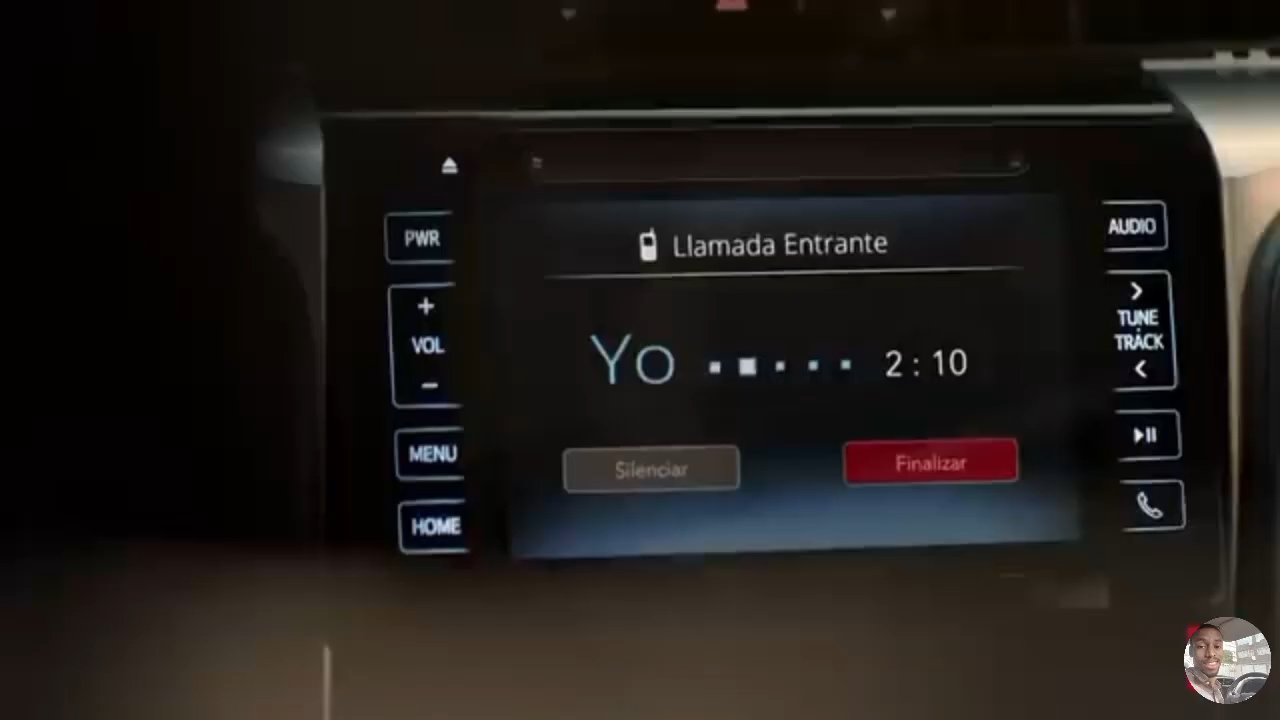 PWR
+
VOL
−
MENU
HOME
Llamada Entrante
Yo 2:10
Silenciar Finalizar
AUDIO
>
TUNE
TRACK
<